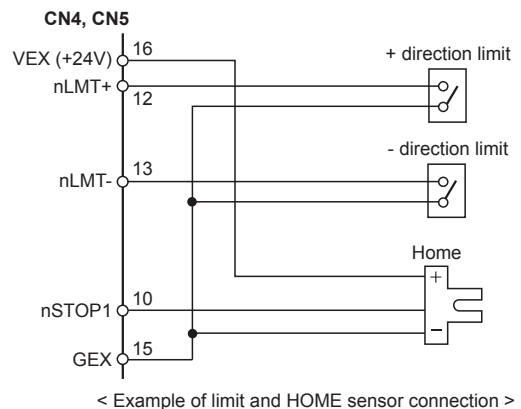 CN4, CN5
VEX (+24V)
16
nLMT+
12
+ direction limit
- direction limit
nLMT-
13
Home
+
nSTOP1
10
−
GEX
15
< Example of limit and HOME sensor connection >